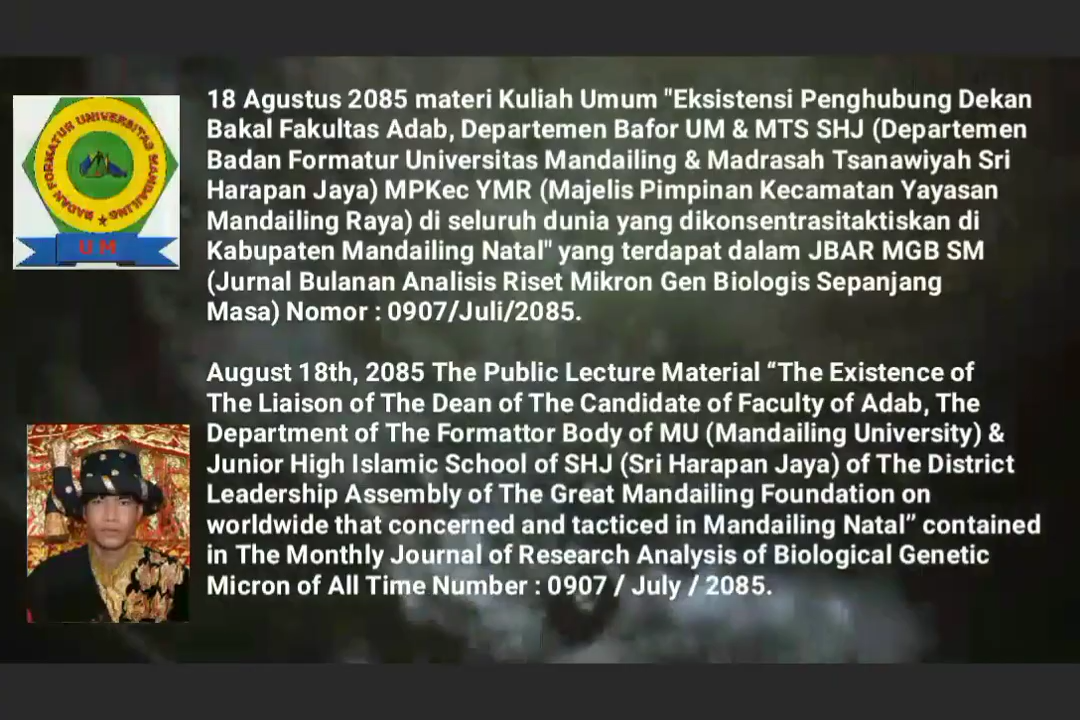 BADAN FORMATUR UNIVERSITAS MANDAILING
U M
18 Agustus 2085 materi Kuliah Umum "Eksistensi Penghubung Dekan
Bakal Fakultas Adab, Departemen Bafor UM & MTS SHJ (Departemen
Badan Formatur Universitas Mandailing & Madrasah Tsanawiyah Sri
Harapan Jaya) MPKec YMR (Majelis Pimpinan Kecamatan Yayasan
Mandailing Raya) di seluruh dunia yang dikonsentrasitaktiskan di
Kabupaten Mandailing Natal" yang terdapat dalam JBAR MGB SM
(Jurnal Bulanan Analisis Riset Mikron Gen Biologis Sepanjang
Masa) Nomor : 0907/Juli/2085.
August 18th, 2085 The Public Lecture Material “The Existence of
The Liaison of The Dean of The Candidate of Faculty of Adab, The
Department of The Formattor Body of MU (Mandailing University) &
Junior High Islamic School of SHJ (Sri Harapan Jaya) of The District
Leadership Assembly of The Great Mandailing Foundation on
worldwide that concerned and tacticed in Mandailing Natal” contained
in The Monthly Journal of Research Analysis of Biological Genetic
Micron of All Time Number : 0907 / July / 2085.